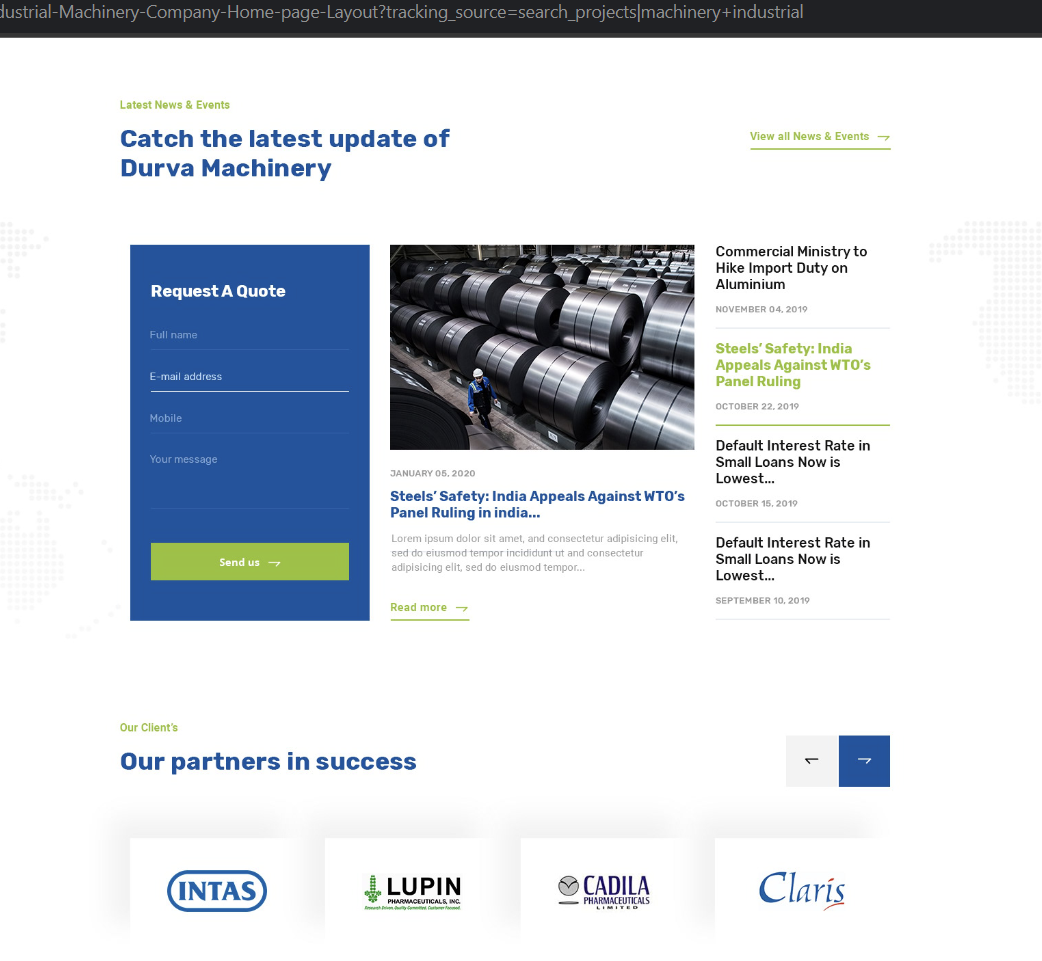 dustrial-Machinery-Company-Home-page-Layout?tracking_source=search_projects|machinery+industrial
Latest News & Events
Catch the latest update of
Durva Machinery
View all News & Events
Request A Quote
Full name
E-mail address
Mobile
Your message
Send us
JANUARY 05, 2020
Steels’ Safety: India Appeals Against WTO’s
Panel Ruling in india...
Lorem ipsum dolor sit amet, and consectetur adipisicing elit,
sed do eiusmod tempor incididunt ut and consectetur
adipisicing elit, sed do eiusmod tempor...
Read more
Commercial Ministry to
Hike Import Duty on
Aluminium
NOVEMBER 04, 2019
Steels’ Safety: India
Appeals Against WTO’s
Panel Ruling
OCTOBER 22, 2019
Default Interest Rate in
Small Loans Now is
Lowest...
OCTOBER 15, 2019
Default Interest Rate in
Small Loans Now is
Lowest...
SEPTEMBER 10, 2019
Our Client’s
Our partners in success
INTAS
LUPIN
PHARMACEUTICALS, INC.
Research Driven, Quality Committed, Customer Focused.
CADILA
PHARMACEUTICALS
LIMITED
Claris